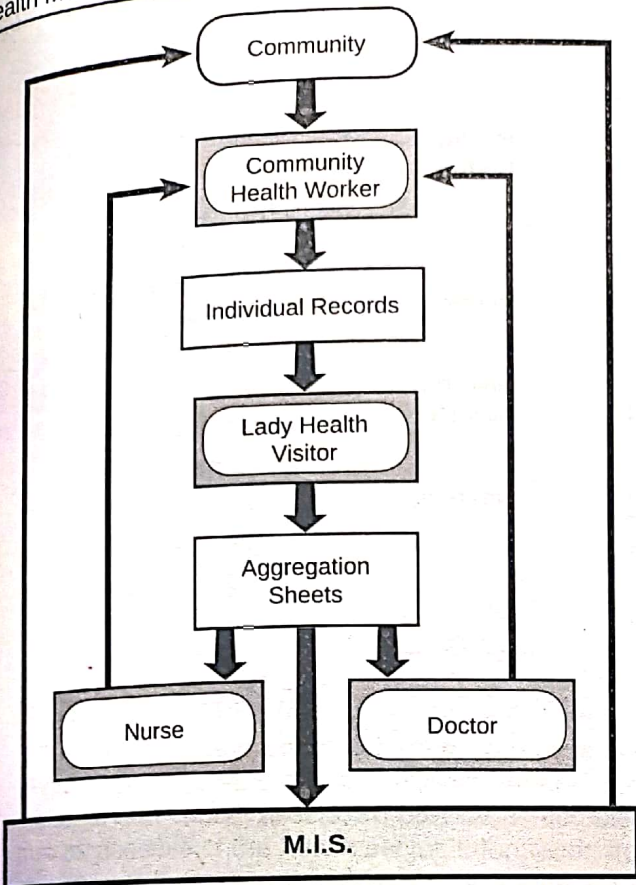 Community
Community
Health Worker
Individual Records
Lady Health
Visitor
Aggregation
Sheets
Nurse
Doctor
M.I.S.